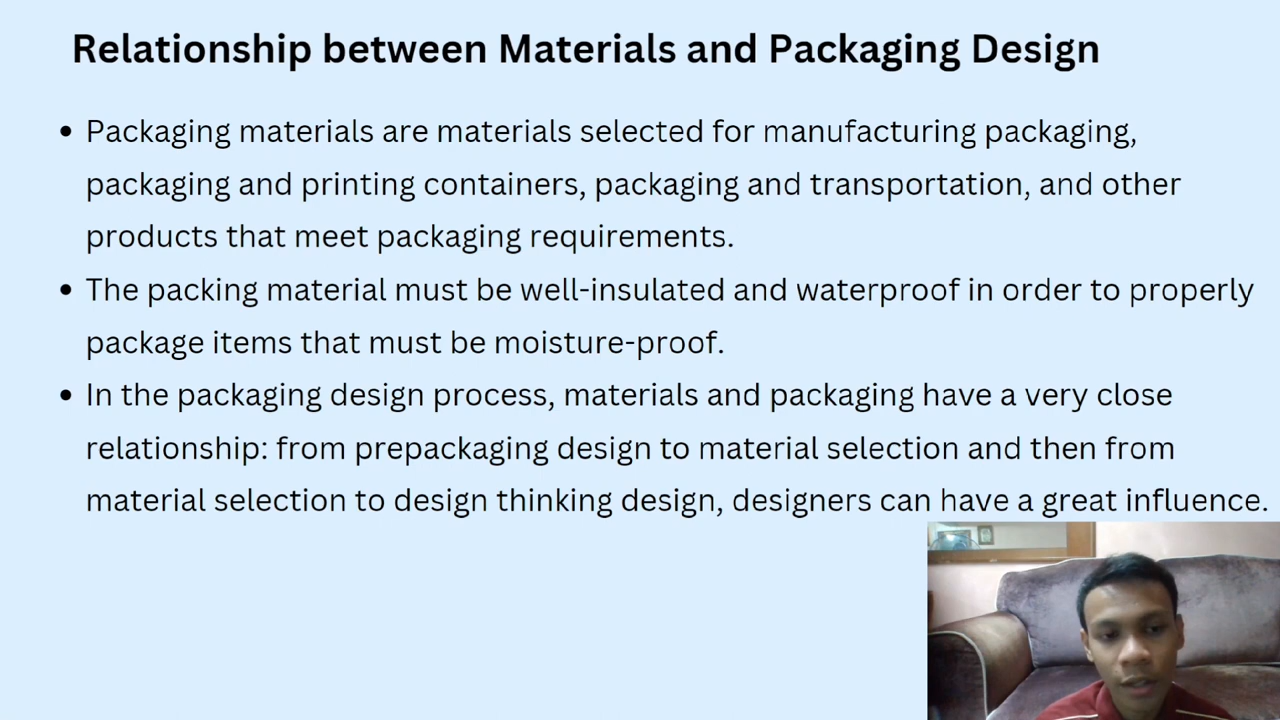 Relationship between Materials and Packaging Design
• Packaging materials are materials selected for manufacturing packaging,
packaging and printing containers, packaging and transportation, and other
products that meet packaging requirements.
• The packing material must be well-insulated and waterproof in order to properly
package items that must be moisture-proof.
• In the packaging design process, materials and packaging have a very close
relationship: from prepackaging design to material selection and then from
material selection to design thinking design, designers can have a great influence.